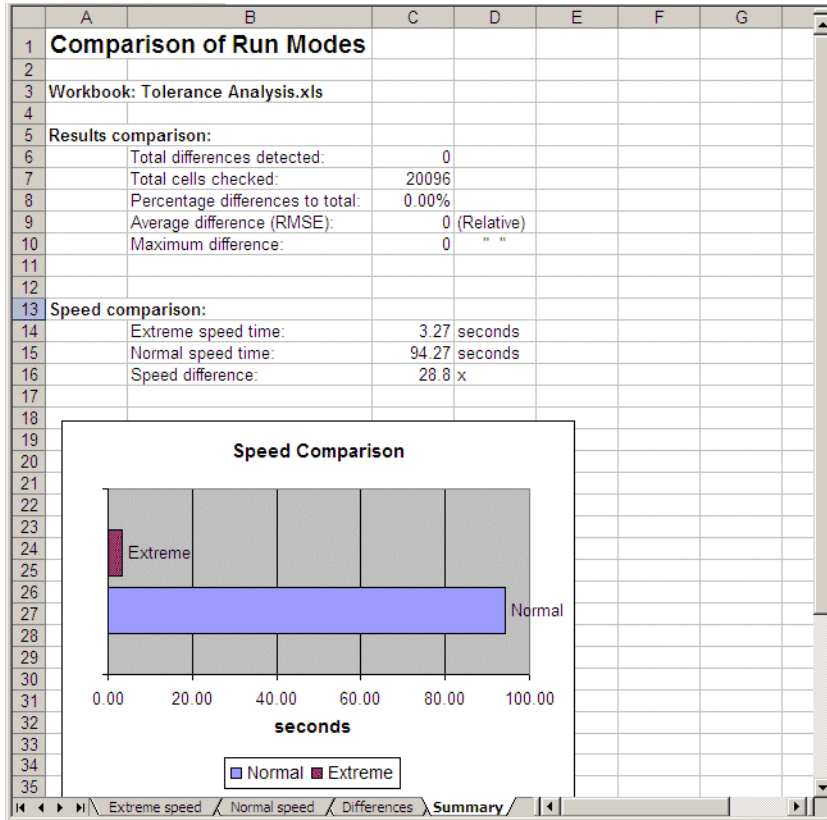 A B C D E F G
1 Comparison of Run Modes
2
3 Workbook: Tolerance Analysis.xls
4
5 Results comparison:
6 Total differences detected: 0
7 Total cells checked: 20096
8 Percentage differences to total: 0.00%
9 Average difference (RMSE): 0 (Relative)
10 Maximum difference: 0 " "
11
12
13 Speed comparison:
14 Extreme speed time: 3.27 seconds
15 Normal speed time: 94.27 seconds
16 Speed difference: 28.8 x
17
18
19
20
21
22
23
24
25
26
27
28
29
30
31
32
33
34
35
Speed Comparison
Extreme
Normal
0.00 20.00 40.00 60.00 80.00 100.00
seconds
Normal Extreme
Extreme speed Normal speed Differences Summary